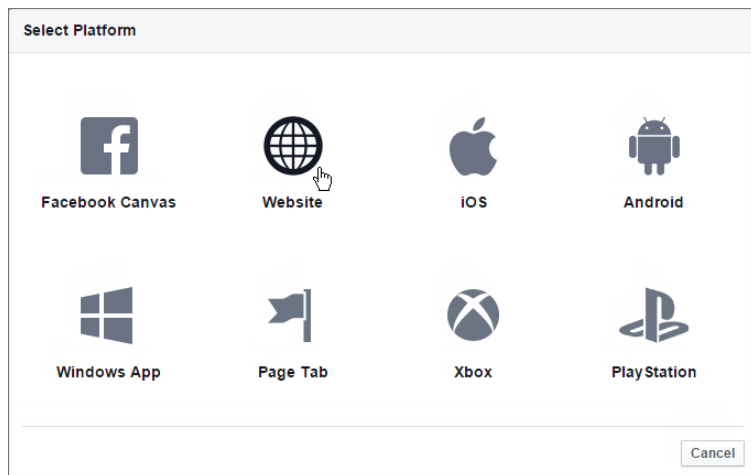 Select Platform
Facebook Canvas Website iOS Android
Windows App Page Tab Xbox PlayStation
Cancel